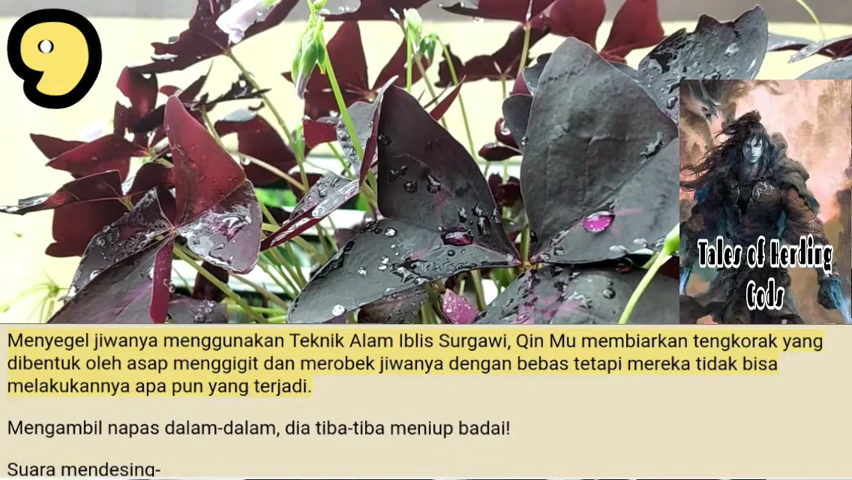 Tales of Herding
Gods
Menyegel jiwanya menggunakan Teknik Alam Iblis Surgawi, Qin Mu membiarkan tengkorak yang
dibentuk oleh asap menggigit dan merobek jiwanya dengan bebas tetapi mereka tidak bisa
melakukannya apa pun yang terjadi.
Mengambil napas dalam-dalam, dia tiba-tiba meniup badai!
Suara mendesing-